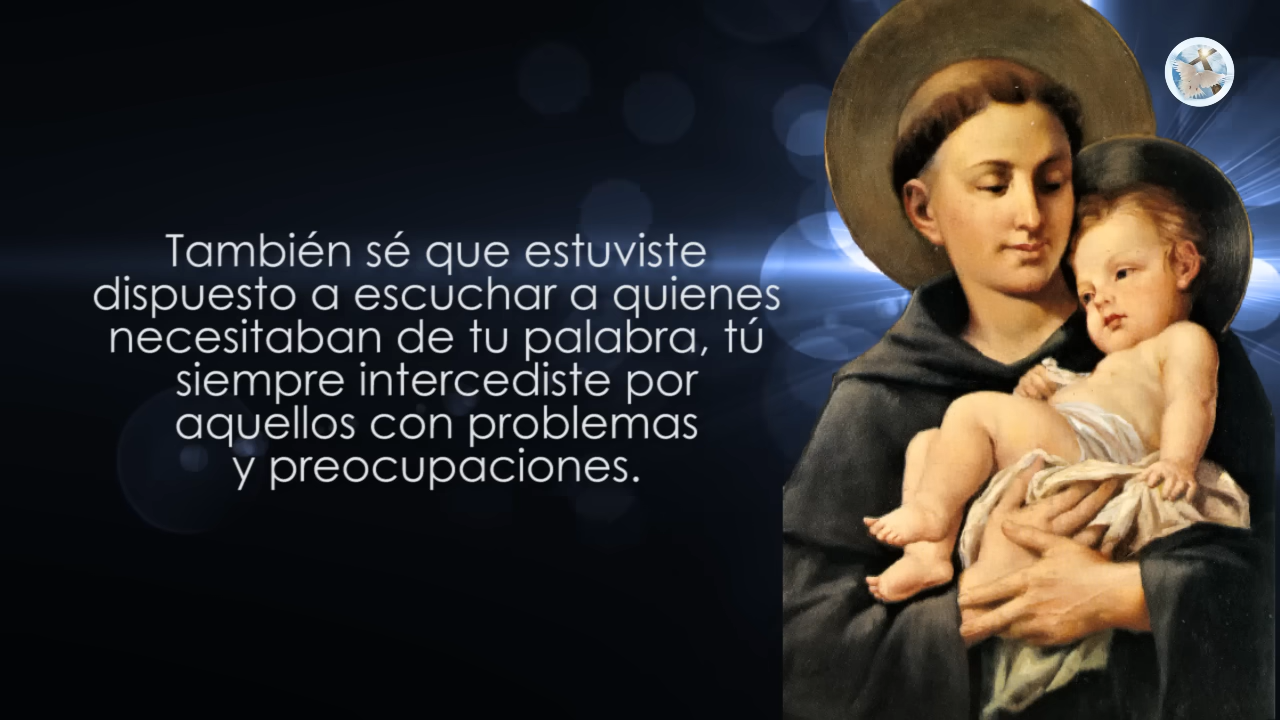 También sé que estuviste
dispuesto a escuchar a quienes
necesitaban de tu palabra, tú
siempre intercediste por
aquellos con problemas
y preocupaciones.